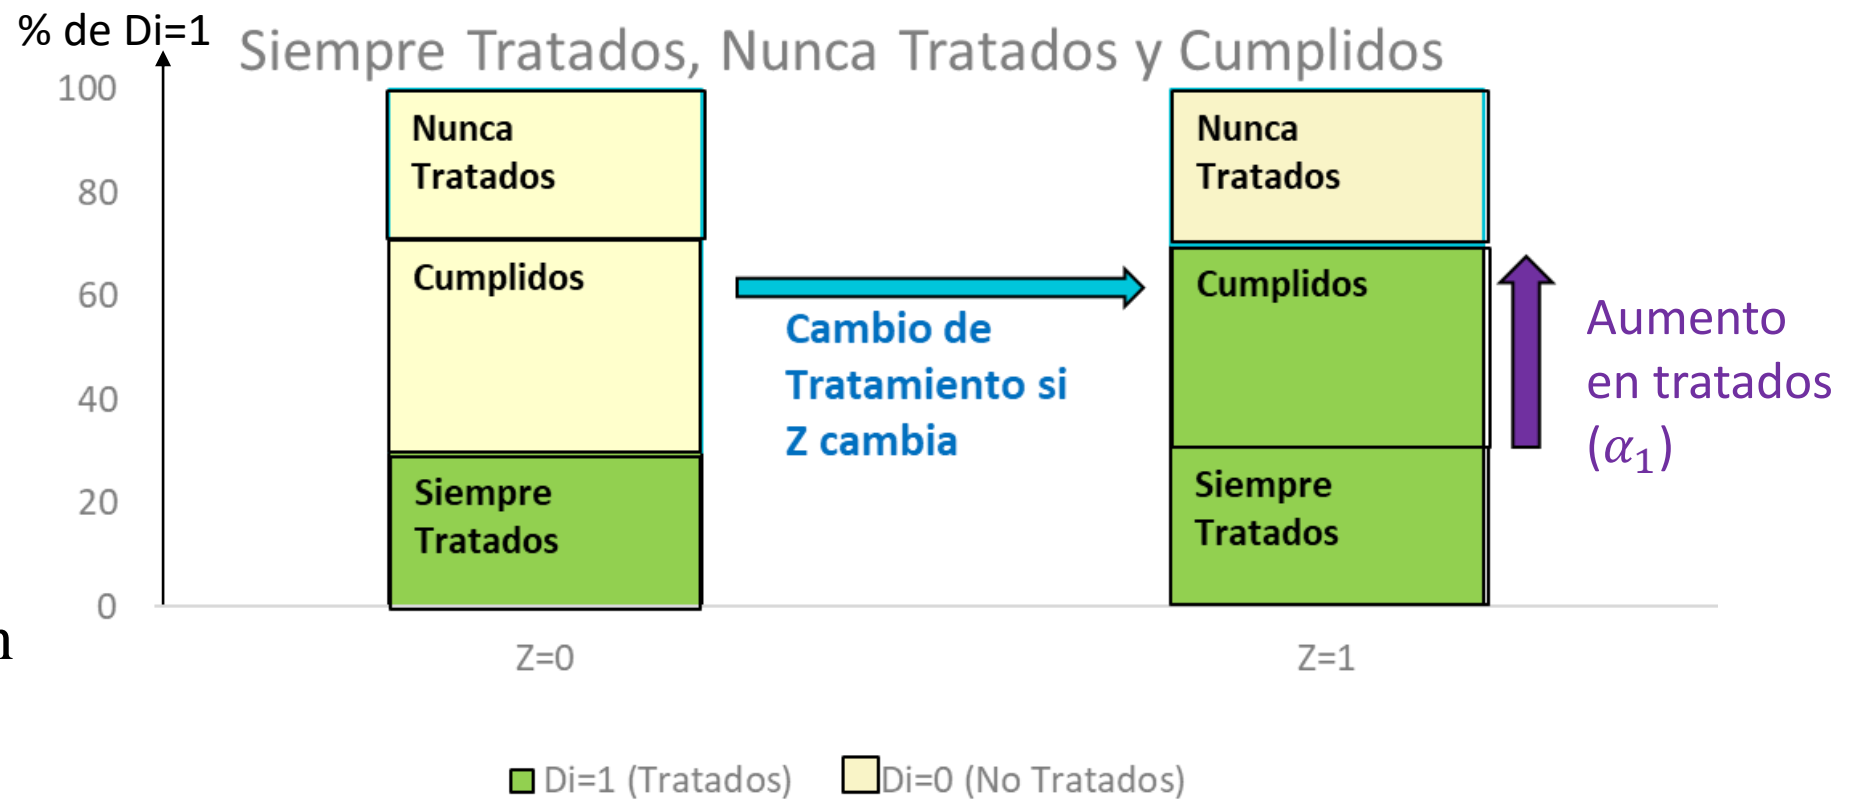 % de Di=1
Siempre Tratados, Nunca Tratados y Cumplidos
100
80
60
40
20
0
Nunca
Tratados
Cumplidos
Siempre
Tratados
Cambio de
Tratamiento si
Z cambia
Nunca
Tratados
Cumplidos
Siempre
Tratados
Aumento
en tratados
(α₁)
n
Z=0
Z=1
Di=1 (Tratados)
Di=0 (No Tratados)